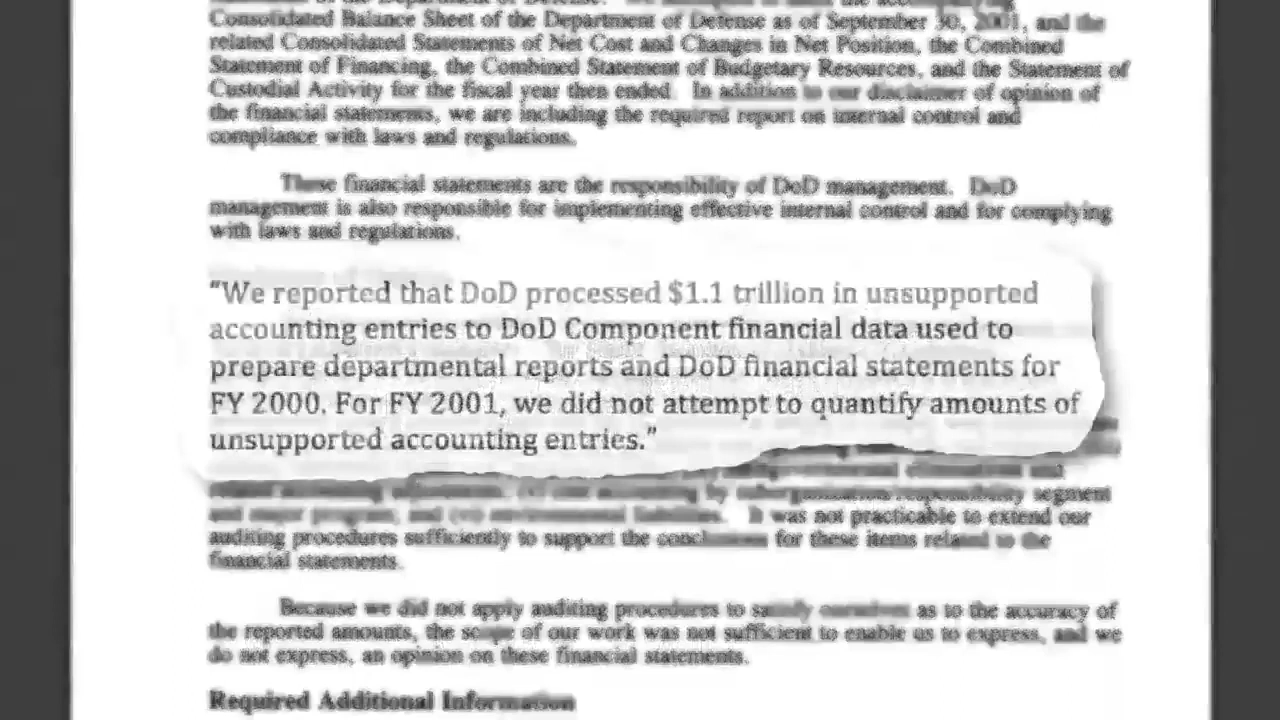 Consolidated Balance Sheet of the Department of Defense as of September 30, 2001, and the
related Consolidated Statements of Net Cost and Changes in Net Position, the Combined
Statement of Financing, the Combined Statement of Budgetary Resources, and the Statement of
Custodial Activity for the fiscal year then ended. In addition to our disclaimer of opinion of
the financial statements, we are including the required report on internal control and
compliance with laws and regulations.
These financial statements are the responsibility of DoD management. DoD
management is also responsible for implementing effective internal control and for complying
with laws and regulations.
"We reported that DoD processed $1.1 trillion in unsupported
accounting entries to DoD Component financial data used to
prepare departmental reports and DoD financial statements for
FY 2000. For FY 2001, we did not attempt to quantify amounts of
unsupported accounting entries."
segment
It was not practicable to extend our
auditing procedures sufficiently to support the for these items related to the
financial statements.
Because we did not apply auditing procedures to satisfy ourselves as to the accuracy of
the reported amounts, the scope of our work was not sufficient to enable us to express, and we
do not express, an opinion on these financial statements.
Required Additional Information